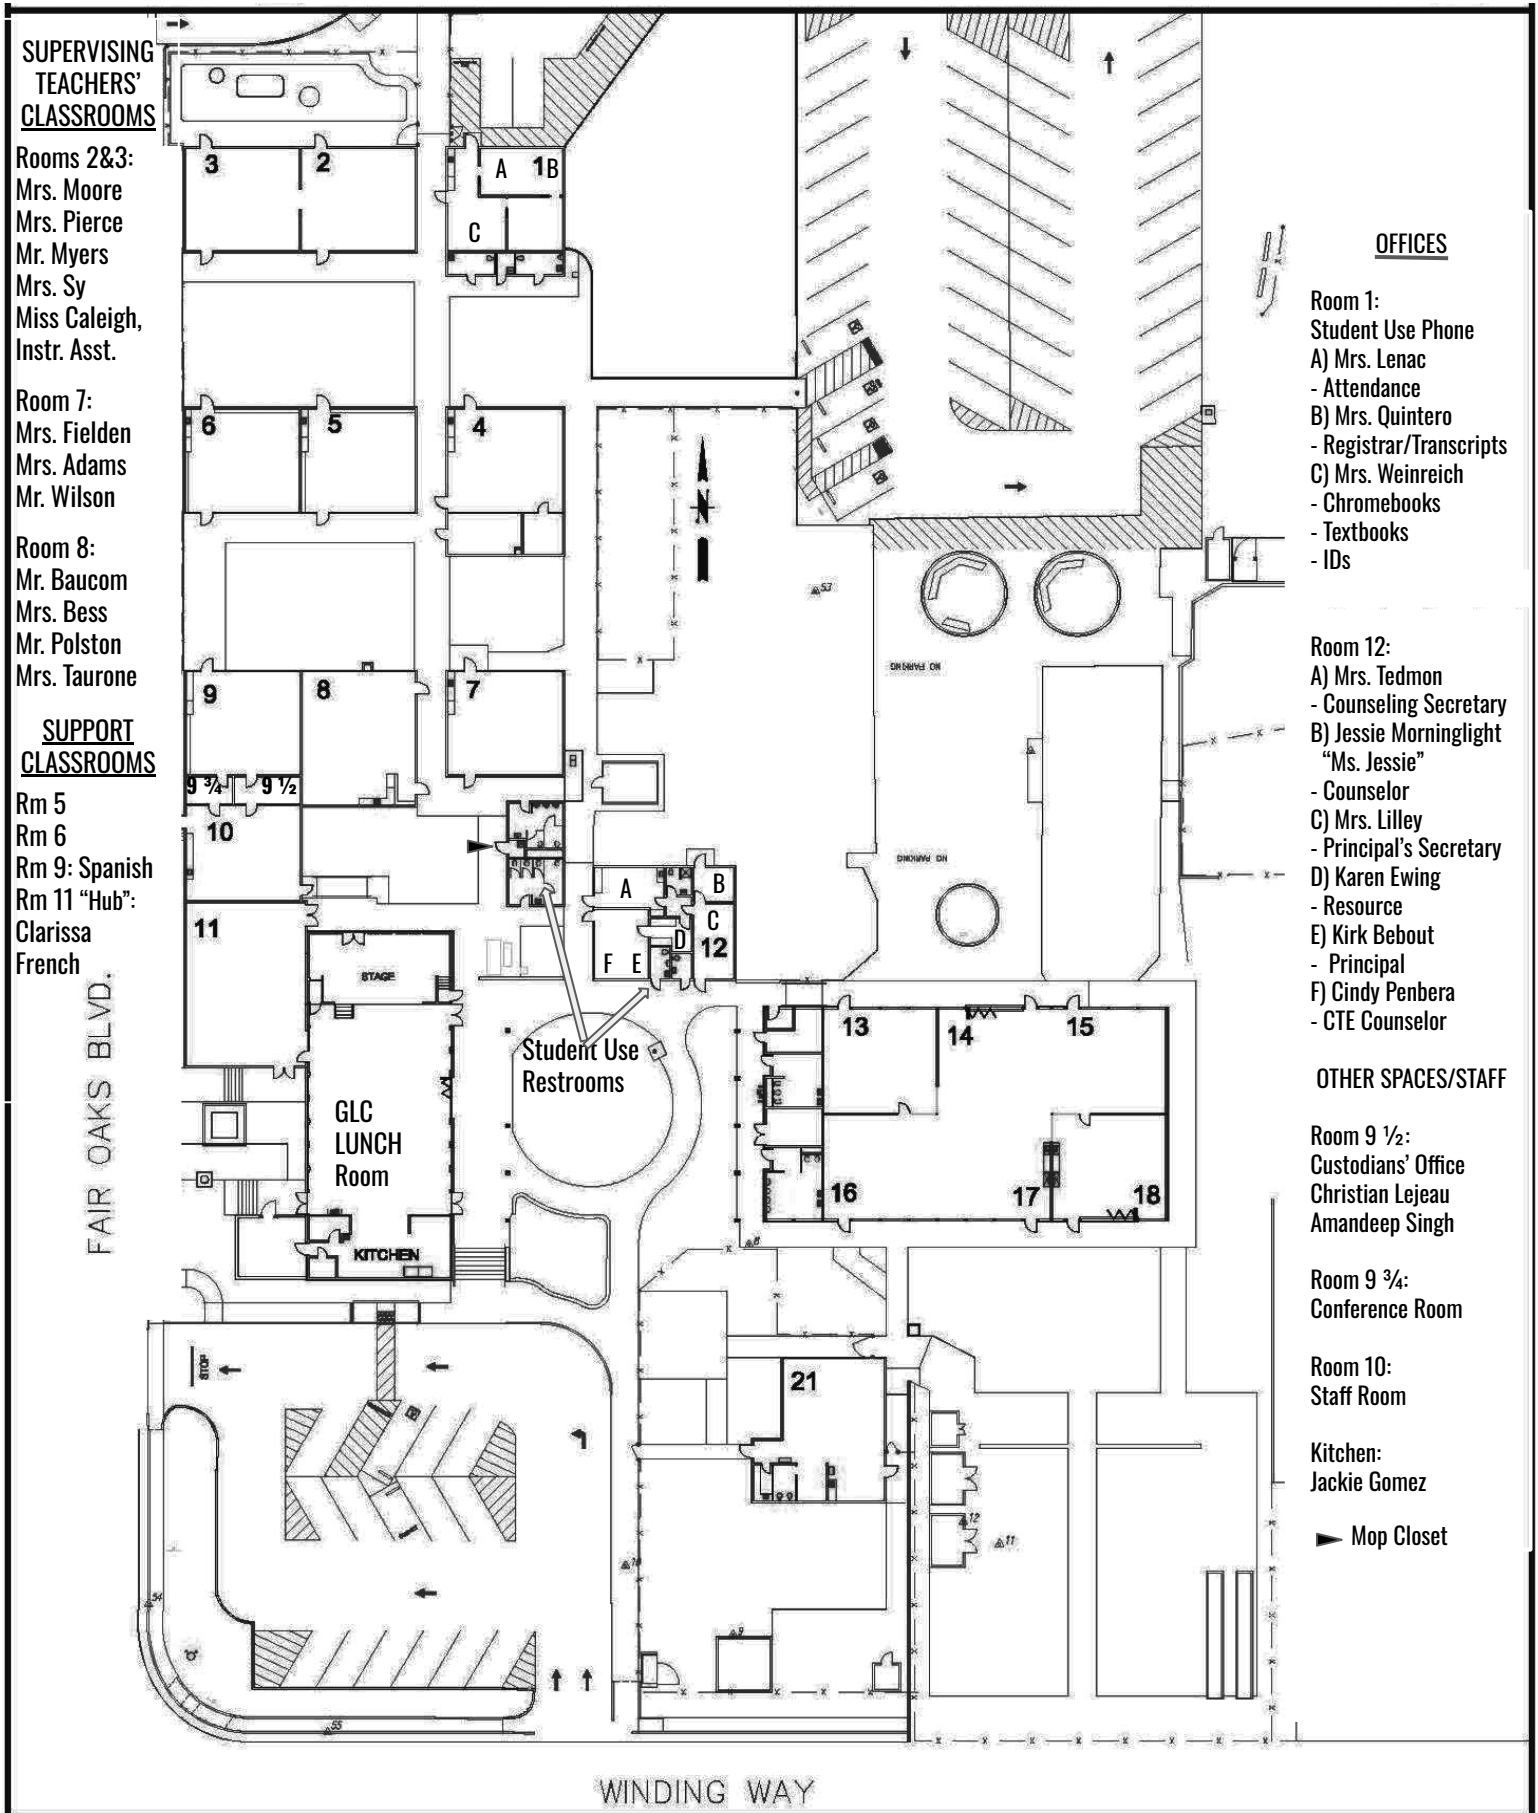 SUPERVISING
TEACHERS'
CLASSROOMS
Rooms 2&3:
Mrs. Moore
Mrs. Pierce
Mr. Myers
Mrs. Sy
Miss Caleigh,
Instr. Asst.
Room 7:
Mrs. Fielden
Mrs. Adams
Mr. Wilson
Room 8:
Mr. Baucom
Mrs. Bess
Mr. Polston
Mrs. Taurone
SUPPORT
CLASSROOMS
Rm 5
Rm 6
Rm 9: Spanish
Rm 11 “Hub”:
Clarissa
French
FAIR OAKS BLVD.
3
2
A
1B
C
6
5
4
N
53
9
8
7
9 ¾
9 ½
10
11
NO PARKING
NO PARKING
A
B
C
D
12
F
E
STAGE
Student Use
Restrooms
GLC
LUNCH
Room
KITCHEN
13
14
15
16
17
18
8
21
STOP
12
11
10
9
54
55
WINDING WAY
OFFICES
Room 1:
Student Use Phone
A) Mrs. Lenac
- Attendance
B) Mrs. Quintero
- Registrar/Transcripts
C) Mrs. Weinreich
- Chromebooks
- Textbooks
- IDs
Room 12:
A) Mrs. Tedmon
- Counseling Secretary
B) Jessie Morninglight
“Ms. Jessie”
- Counselor
C) Mrs. Lilley
- Principal's Secretary
D) Karen Ewing
- Resource
E) Kirk Bebout
- Principal
F) Cindy Penbera
- CTE Counselor
OTHER SPACES/STAFF
Room 9 ½:
Custodians’ Office
Christian Lejeau
Amandeep Singh
Room 9 ¾:
Conference Room
Room 10:
Staff Room
Kitchen:
Jackie Gomez
Mop Closet